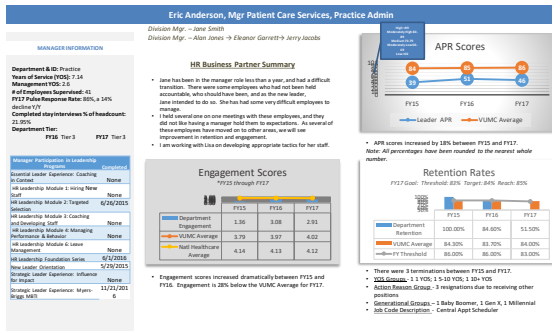 Eric Anderson, Mgr Patient Care Services, Practice Admin
Division Mgr. – Jane Smith
Division Mgr. – Alan Jones → Eleanor Garrett→ Jerry Jacobs
MANAGER INFORMATION
Department & ID: Practice
Years of Service (YOS): 7.14
Management YOS: 2.6
# of Employees Supervised: 41
FY17 Pulse Response Rate: 86%, a 14%
decline Y/Y
Completed stay interviews % of headcount:
21.95%
Department Tier:
FY16 Tier 3 FY17 Tier 3
Manager Participation in Leadership Programs Completed
Essential Leader Experience: Coaching in Context None
HR Leadership Module 1: Hiring New Staff None
HR Leadership Module 2: Targeted Selection 6/26/2015
HR Leadership Module 3: Coaching and Developing Staff None
HR Leadership Module 4: Managing Performance & Behavior None
HR Leadership Module 6: Leave Management None
HR Leadership Foundation Series 8/1/2016
New Leader Orientation 5/29/2015
Strategic Leader Experience: Influence for Impact None
Strategic Leader Experience: Myers-Briggs MBTI 11/21/2016
HR Business Partner Summary
• Jane has been in the manager role less than a year, and had a difficult
transition. There were some employees who had not been held
accountable, who should have been, and as the new leader,
Jane intended to do so. She has had some very difficult employees to
manage.
• I held several one on one meetings with these employees, and they
did not like having a manager hold them to expectations. As several of
these employees have moved on to other areas, we will see
improvement in retention and engagement.
• I am working with Lisa on developing appropriate tactics for her staff.
Engagement Scores
*FY15 through FY17
FY15 FY16 FY17
Department Engagement 1.36 3.08 2.91
VUMC Average 3.79 3.97 4.02
Natl Healthcare Average 4.14 4.13 4.12
• Engagement scores increased dramatically between FY15 and
FY16. Engagement is 28% below the VUMC Average for FY17.
APR Scores
84 85 86
39 51 46
FY15 FY16 FY17
Leader APR VUMC Average
• APR scores increased by 18% between FY15 and FY17.
Note: All percentages have been rounded to the nearest whole
number.
Retention Rates
FY17 Goal: Threshold: 83% Target: 84% Reach: 85%
FY15 FY16 FY17
Department 100.00% 84.60% 51.50%
VUMC Average 84.30% 83.70% 84.00%
FY Threshold 86.00% 86.00% 83.00%
• There were 3 terminations between FY15 and FY17.
• YOS Groups - 1 1 YOS; 1 5-10 YOS; 1 10+ YOS
• Action Reason Group - 3 resignations due to receiving other
positions
• Generational Groups – 1 Baby Boomer, 1 Gen X, 1 Millennial
• Job Code Description - Central Appt Scheduler